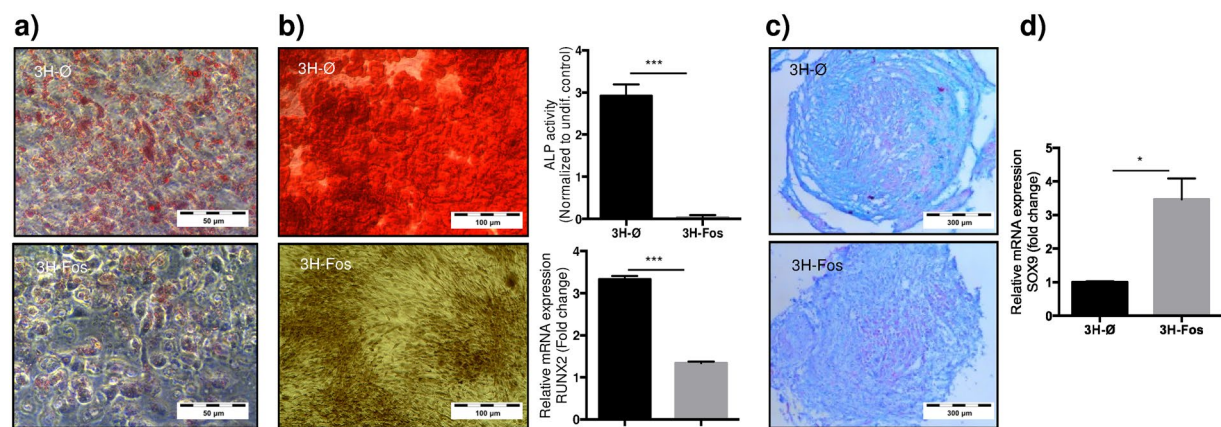 a)
3H-Ø
50 µm
3H-Fos
50 µm
b)
3H-Ø
100 µm
3H-Fos
100 µm
ALP activity
(Normalized to undif. control)
4
3
2
1
0
***
3H-Ø
3H-Fos
Relative mRNA expression
RUNX2 (Fold change)
4
3
2
1
0
***
c)
3H-Ø
300 µm
3H-Fos
300 µm
d)
Relative mRNA expression
SOX9 (fold change)
5
4
3
2
1
0
*
3H-Ø
3H-Fos